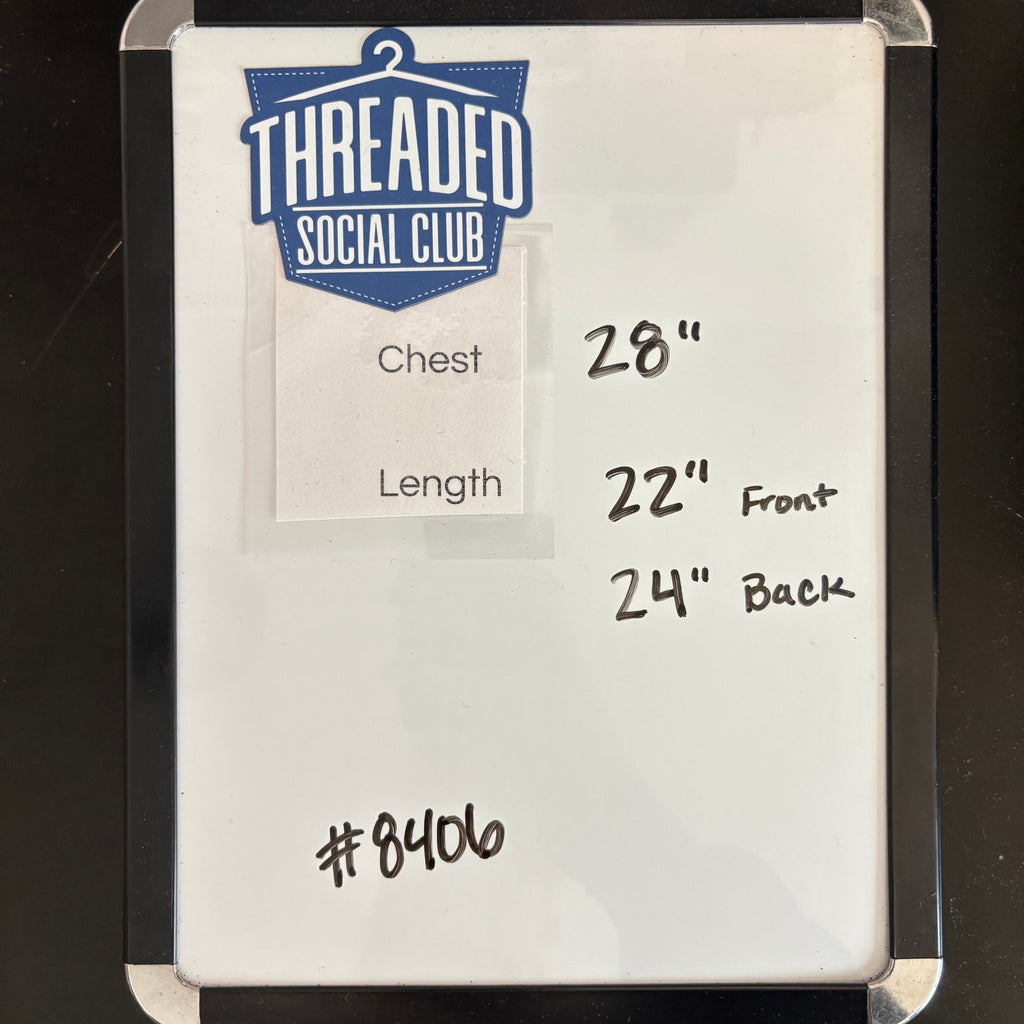 THREADED
SOCIAL CLUB
Chest 28"
Length 22" Front
24" Back
#8406